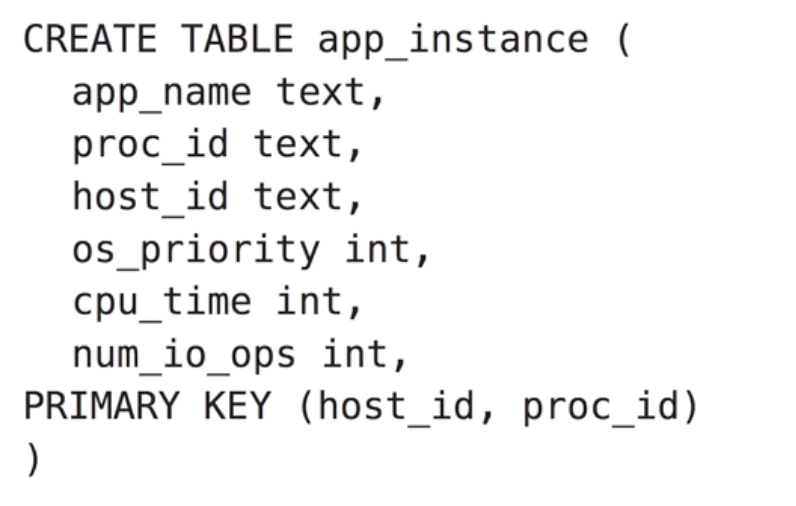 CREATE TABLE app_instance (
app_name text,
proc_id text,
host_id text,
os_priority int,
cpu_time int,
num_io_ops int,
PRIMARY KEY (host_id, proc_id)
)